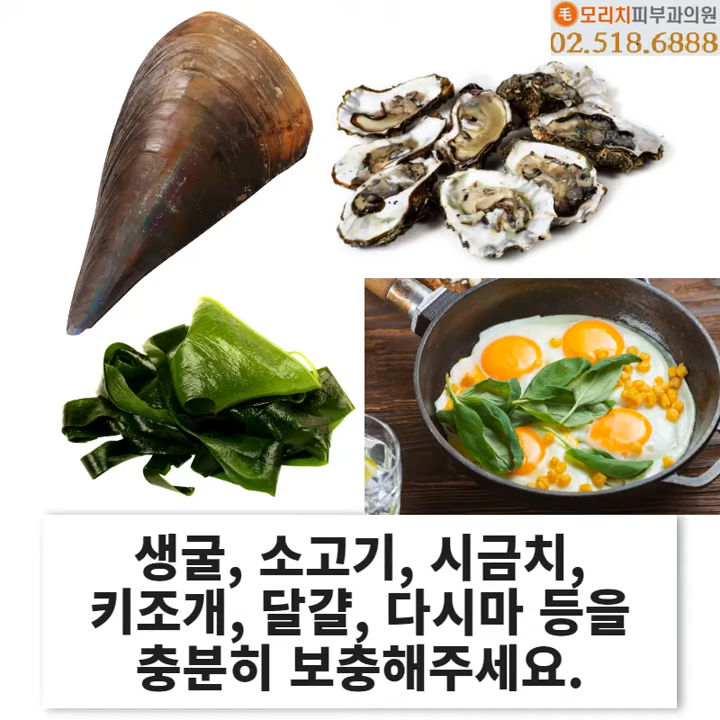 모리치피부과의원
02.518.6888
생굴, 소고기, 시금치,
키조개, 달걀, 다시마 등을
충분히 보충해주세요.